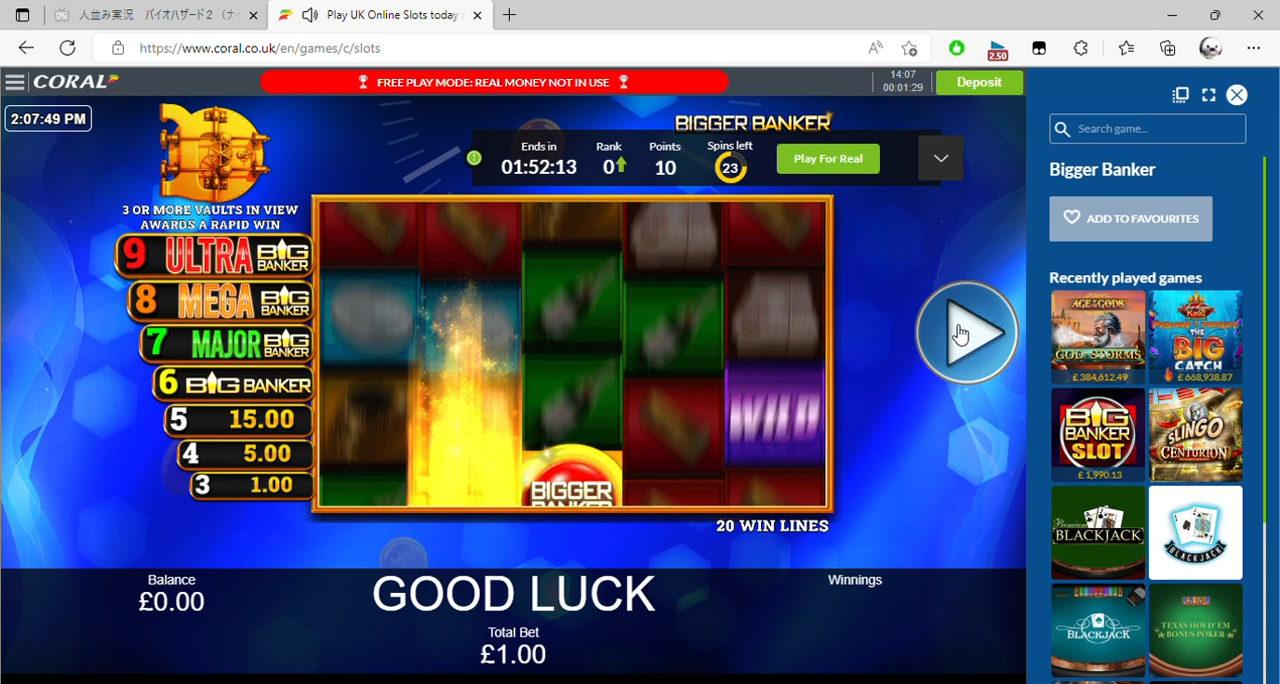 人並み実況 バイオハザード２ (ナイ
Play UK Online Slots today
https://www.coral.co.uk/en/games/c/slots
2.50
CORAL
FREE PLAY MODE: REAL MONEY NOT IN USE
14:07
00:01:29
Deposit
2:07:49 PM
BIGGER BANKER
Ends in
01:52:13
Rank
0
Points
10
Spins left
23
Play For Real
3 OR MORE VAULTS IN VIEW
AWARDS A RAPID WIN
9 ULTRA BIG BANKER
8 MEGA BIG BANKER
7 MAJOR BIG BANKER
6 BIG BANKER
5 15.00
4 5.00
3 1.00
WILD
BIGGER
BANKER
20 WIN LINES
Balance
£0.00
GOOD LUCK
Total Bet
£1.00
Winnings
Search game...
Bigger Banker
ADD TO FAVOURITES
Recently played games
AGE OF THE GODS
GOD OF STORMS
£384,612.49
THE
BIG
CATCH
£668,938.87
BIG
BANKER
SLOT
£1,990.13
SLINGO
CENTURION
Premium
BLACKJACK
BLACKJACK
BLACKJACK
TEXAS HOLD'EM
BONUS POKER